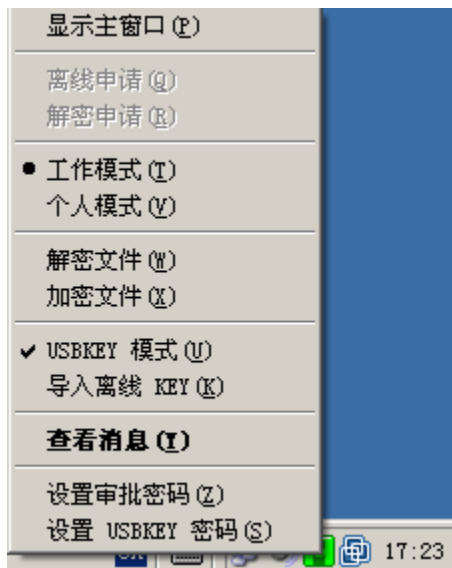 显示主窗口(P)
离线申请(Q)
解密申请(R)
工作模式(T)
个人模式(V)
解密文件(W)
加密文件(X)
USBKEY 模式(U)
导入离线 KEY(K)
查看消息(Y)
设置审批密码(Z)
设置 USBKEY 密码(S)
17:23